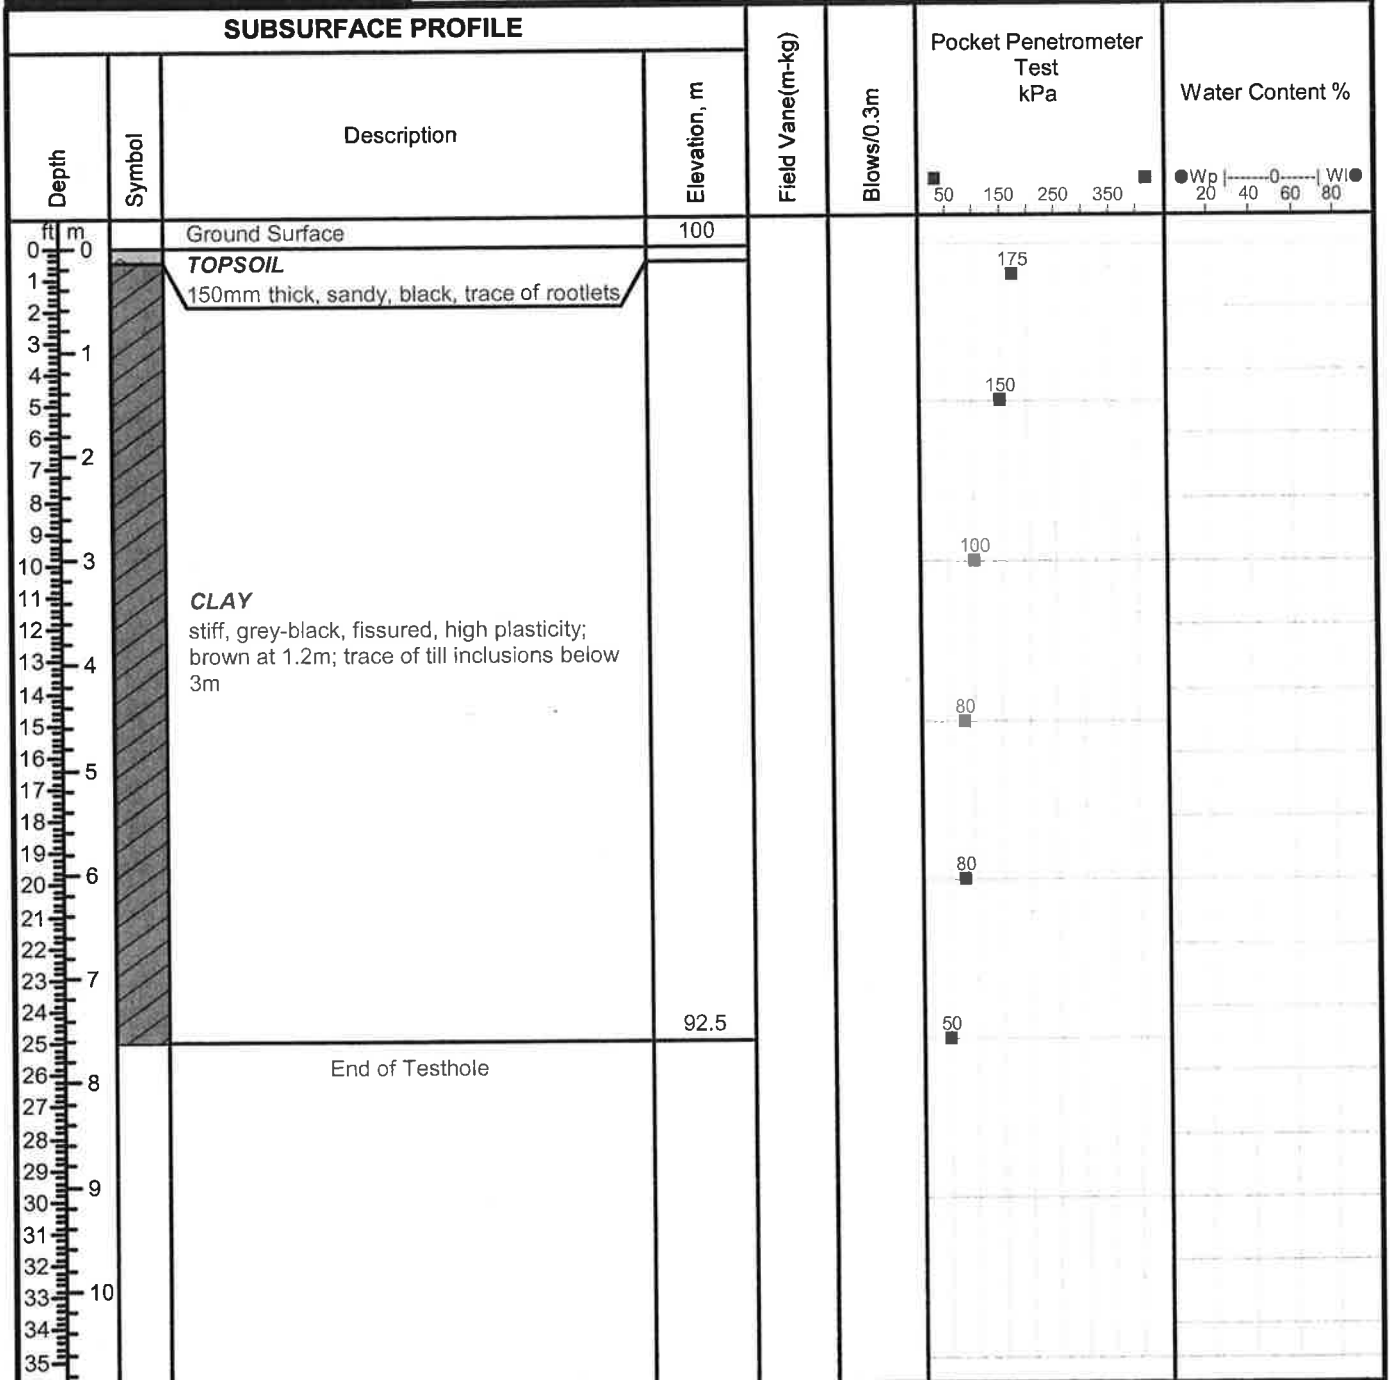 SUBSURFACE PROFILE
Depth
Symbol
Description
Elevation, m
Field Vane(m-kg)
Blows/0.3m
Pocket Penetrometer
Test
kPa
50 150 250 350
Water Content %
Wp |------0------| Wl
20 40 60 80
ft m
Ground Surface
100
0 0
TOPSOIL
150mm thick, sandy, black, trace of rootlets
175
1
2
3
1
4
150
5
6
2
7
8
9
3
10
100
11
CLAY
12
stiff, grey-black, fissured, high plasticity;
brown at 1.2m; trace of till inclusions below
3m
13
4
14
80
15
16
5
17
18
19
80
6
20
21
22
7
23
24
92.5
50
25
End of Testhole
26
8
27
28
29
9
30
31
32
10
33
34
35